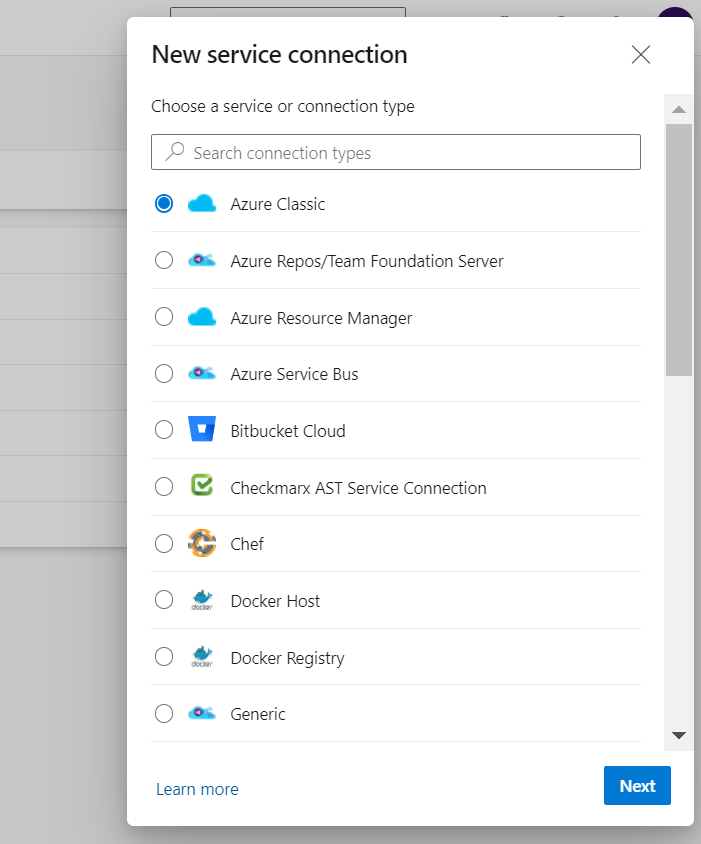 New service connection
Choose a service or connection type
Search connection types
Azure Classic
Azure Repos/Team Foundation Server
Azure Resource Manager
Azure Service Bus
Bitbucket Cloud
Checkmarx AST Service Connection
Chef
docker
Docker Host
docker
Docker Registry
Generic
Learn more
Next